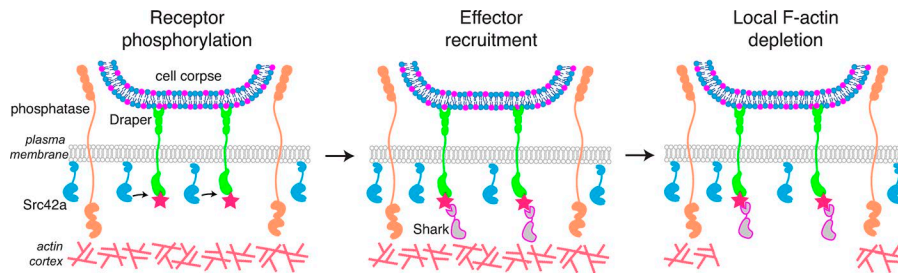 Receptor
phosphorylation
Effector
recruitment
Local F-actin
depletion
cell corpse
phosphatase
Draper
plasma
membrane
Src42a
Shark
actin
cortex